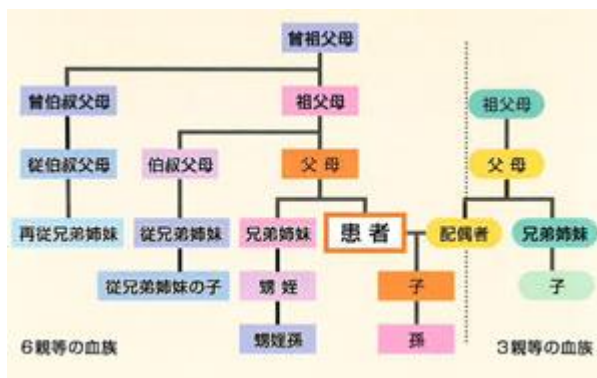 曾祖父母
曾伯叔父母
祖父母
祖父母
従伯叔父母
伯叔父母
父母
父母
再従兄弟姉妹
従兄弟姉妹
兄弟姉妹
患者
配偶者
兄弟姉妹
従兄弟姉妹の子
甥姪
子
子
甥姪孫
孫
6親等の血族
3親等の血族